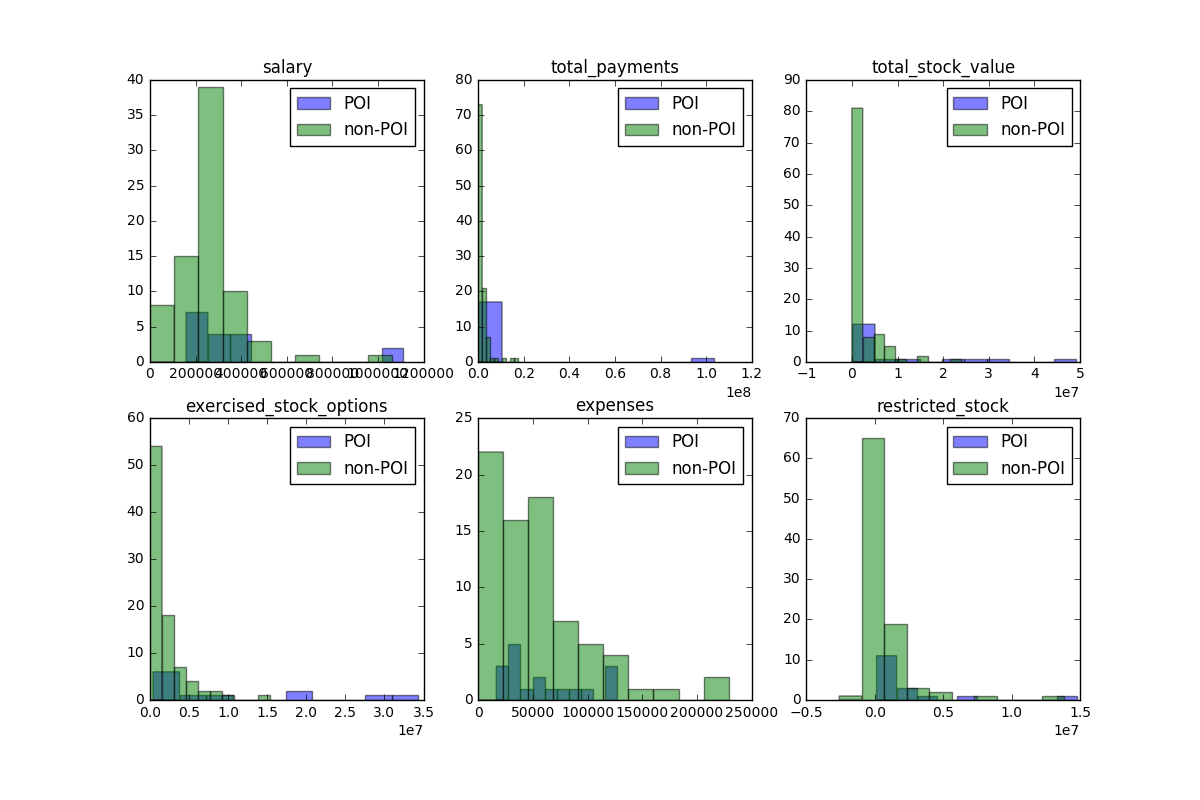 salary
40
35
30
25
20
15
10
5
0
0 200000 400000 600000 800000 1000000 1200000
POI
non-POI
total_payments
80
70
60
50
40
30
20
10
0
0.0 0.2 0.4 0.6 0.8 1.0 1.2
1e8
POI
non-POI
total_stock_value
90
80
70
60
50
40
30
20
10
0
−1 0 1 2 3 4 5
1e7
POI
non-POI
exercised_stock_options
60
50
40
30
20
10
0
0.0 0.5 1.0 1.5 2.0 2.5 3.0 3.5
1e7
POI
non-POI
expenses
25
20
15
10
5
0
0 50000 100000 150000 200000 250000
POI
non-POI
restricted_stock
70
60
50
40
30
20
10
0
−0.5 0.0 0.5 1.0 1.5
1e7
POI
non-POI